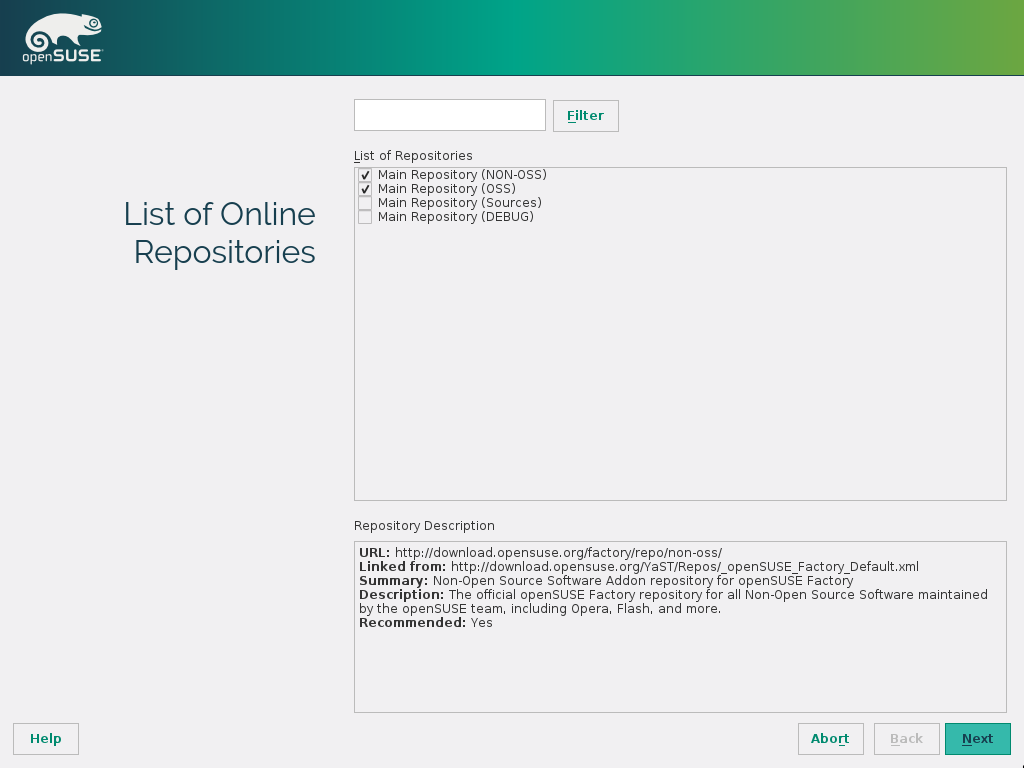 openSUSE
Filter
List of Repositories
Main Repository (NON-OSS)
Main Repository (OSS)
Main Repository (Sources)
Main Repository (DEBUG)
List of Online
Repositories
Repository Description
URL: http://download.opensuse.org/factory/repo/non-oss/
Linked from: http://download.opensuse.org/YaST/Repos/_openSUSE_Factory_Default.xml
Summary: Non-Open Source Software Addon repository for openSUSE Factory
Description: The official openSUSE Factory repository for all Non-Open Source Software maintained
by the openSUSE team, including Opera, Flash, and more.
Recommended: Yes
Help
Abort
Back
Next